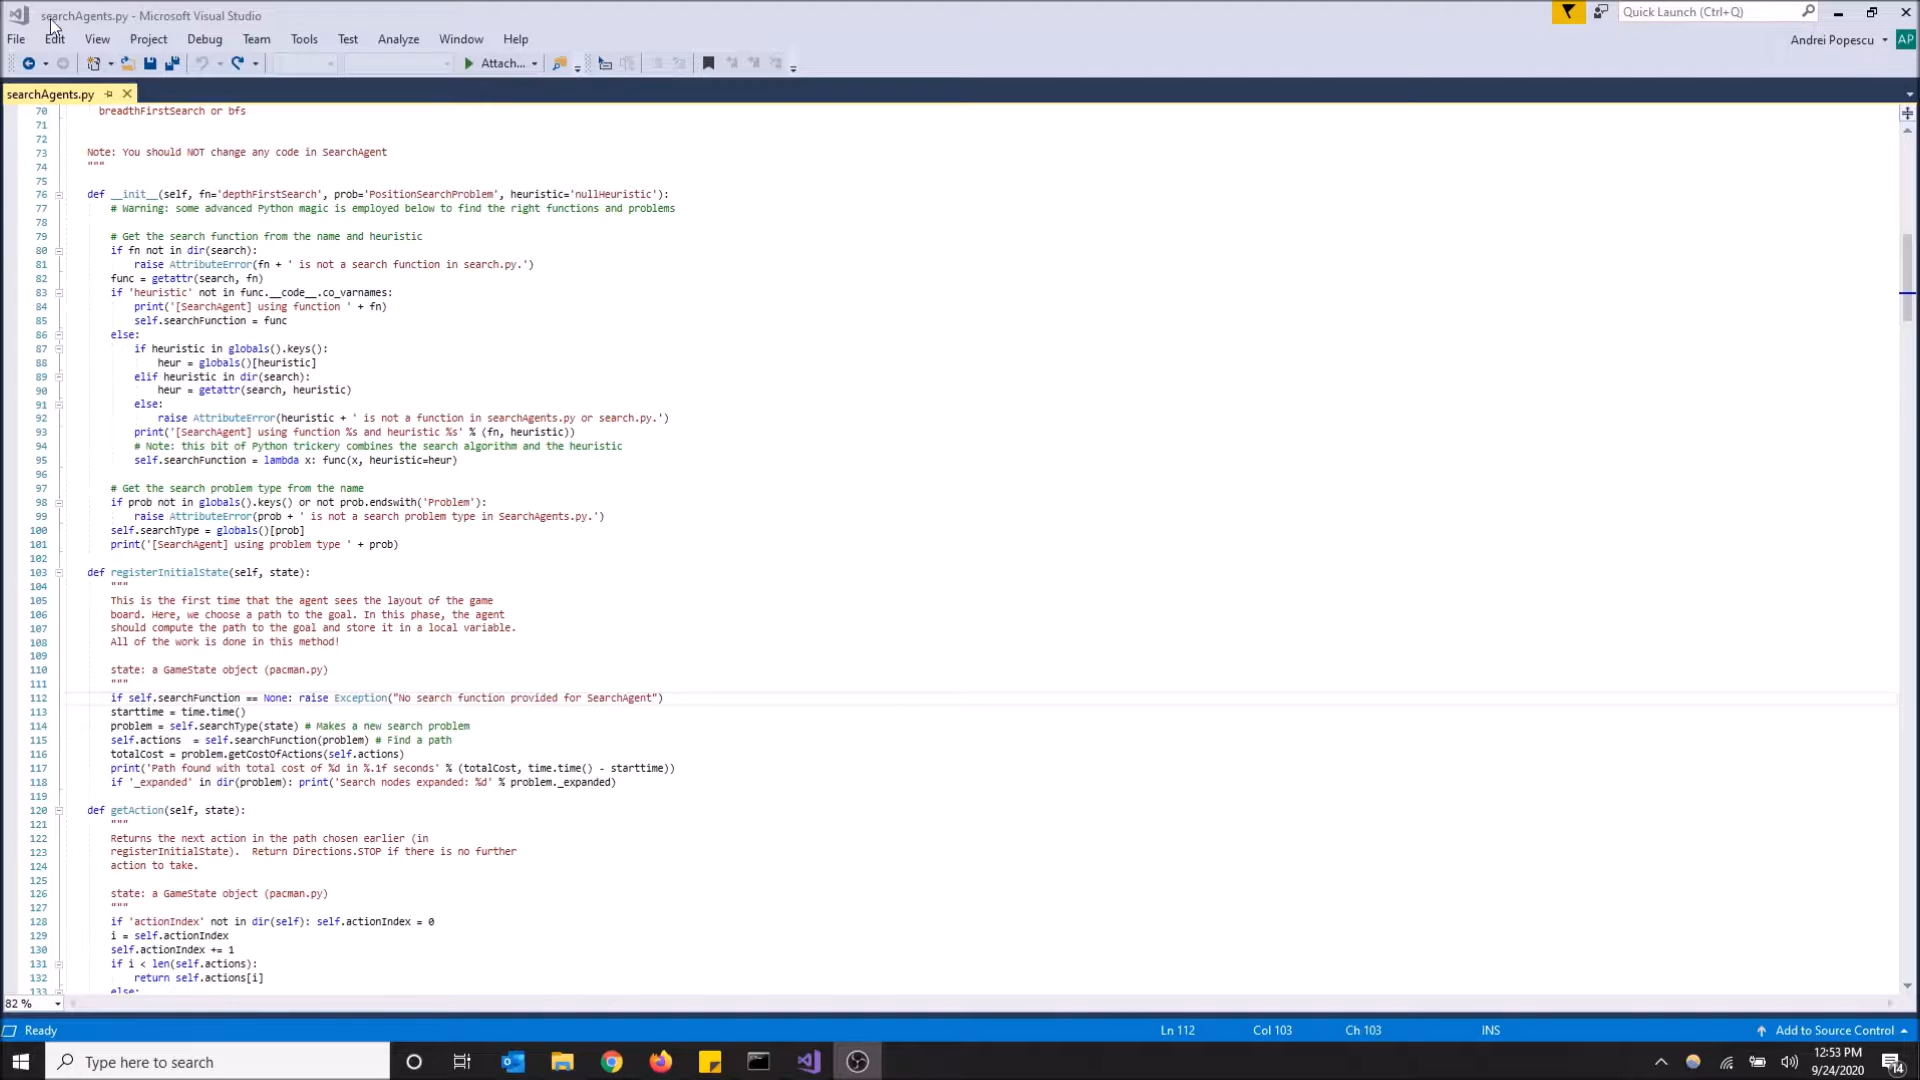 searchAgents.py - Microsoft Visual Studio
Quick Launch (Ctrl+Q)
File Edit View Project Debug Team Tools Test Analyze Window Help
Andrei Popescu AP
Attach...
searchAgents.py
70 breadthFirstSearch or bfs
71
72
73 Note: You should NOT change any code in SearchAgent
74 """
75
76 def __init__(self, fn='depthFirstSearch', prob='PositionSearchProblem', heuristic='nullHeuristic'):
77 # Warning: some advanced Python magic is employed below to find the right functions and problems
78
79 # Get the search function from the name and heuristic
80 if fn not in dir(search):
81 raise AttributeError(fn + ' is not a search function in search.py.')
82 func = getattr(search, fn)
83 if 'heuristic' not in func.__code__.co_varnames:
84 print('[SearchAgent] using function ' + fn)
85 self.searchFunction = func
86 else:
87 if heuristic in globals().keys():
88 heur = globals()[heuristic]
89 elif heuristic in dir(search):
90 heur = getattr(search, heuristic)
91 else:
92 raise AttributeError(heuristic + ' is not a function in searchAgents.py or search.py.')
93 print('[SearchAgent] using function %s and heuristic %s' % (fn, heuristic))
94 # Note: this bit of Python trickery combines the search algorithm and the heuristic
95 self.searchFunction = lambda x: func(x, heuristic=heur)
96
97 # Get the search problem type from the name
98 if prob not in globals().keys() or not prob.endswith('Problem'):
99 raise AttributeError(prob + ' is not a search problem type in SearchAgents.py.')
100 self.searchType = globals()[prob]
101 print('[SearchAgent] using problem type ' + prob)
102
103 def registerInitialState(self, state):
104 """
105 This is the first time that the agent sees the layout of the game
106 board. Here, we choose a path to the goal. In this phase, the agent
107 should compute the path to the goal and store it in a local variable.
108 All of the work is done in this method!
109
110 state: a GameState object (pacman.py)
111 """
112 if self.searchFunction == None: raise Exception("No search function provided for SearchAgent")
113 starttime = time.time()
114 problem = self.searchType(state) # Makes a new search problem
115 self.actions  = self.searchFunction(problem) # Find a path
116 totalCost = problem.getCostOfActions(self.actions)
117 print('Path found with total cost of %d in %.1f seconds' % (totalCost, time.time() - starttime))
118 if '_expanded' in dir(problem): print('Search nodes expanded: %d' % problem._expanded)
119
120 def getAction(self, state):
121 """
122 Returns the next action in the path chosen earlier (in
123 registerInitialState).  Return Directions.STOP if there is no further
124 action to take.
125
126 state: a GameState object (pacman.py)
127 """
128 if 'actionIndex' not in dir(self): self.actionIndex = 0
129 i = self.actionIndex
130 self.actionIndex += 1
131 if i < len(self.actions):
132 return self.actions[i]
133 else:
82 %
Ready Ln 112 Col 103 Ch 103 INS Add to Source Control
Type here to search
12:53 PM
9/24/2020
14